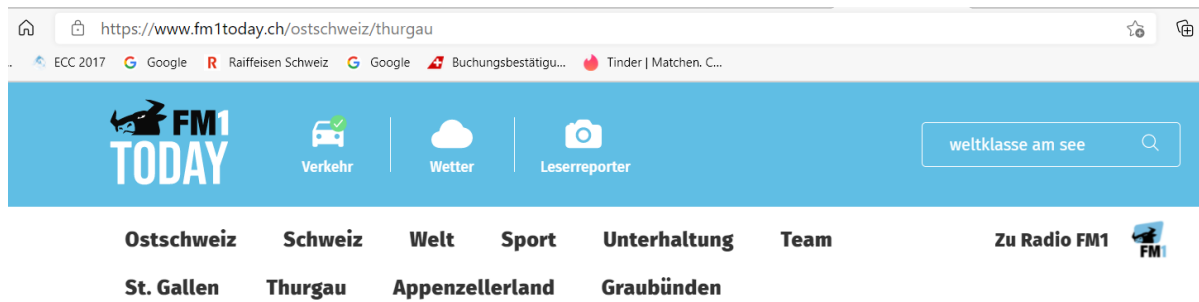 https://www.fm1today.ch/ostschweiz/thurgau
ECC 2017 Google Raiffeisen Schweiz Google Buchungsbestätigu... Tinder | Matchen. C...
FM1
TODAY
Verkehr Wetter Leserreporter
weltklasse am see
Ostschweiz Schweiz Welt Sport Unterhaltung Team Zu Radio FM1 FM1
St. Gallen Thurgau Appenzellerland Graubünden